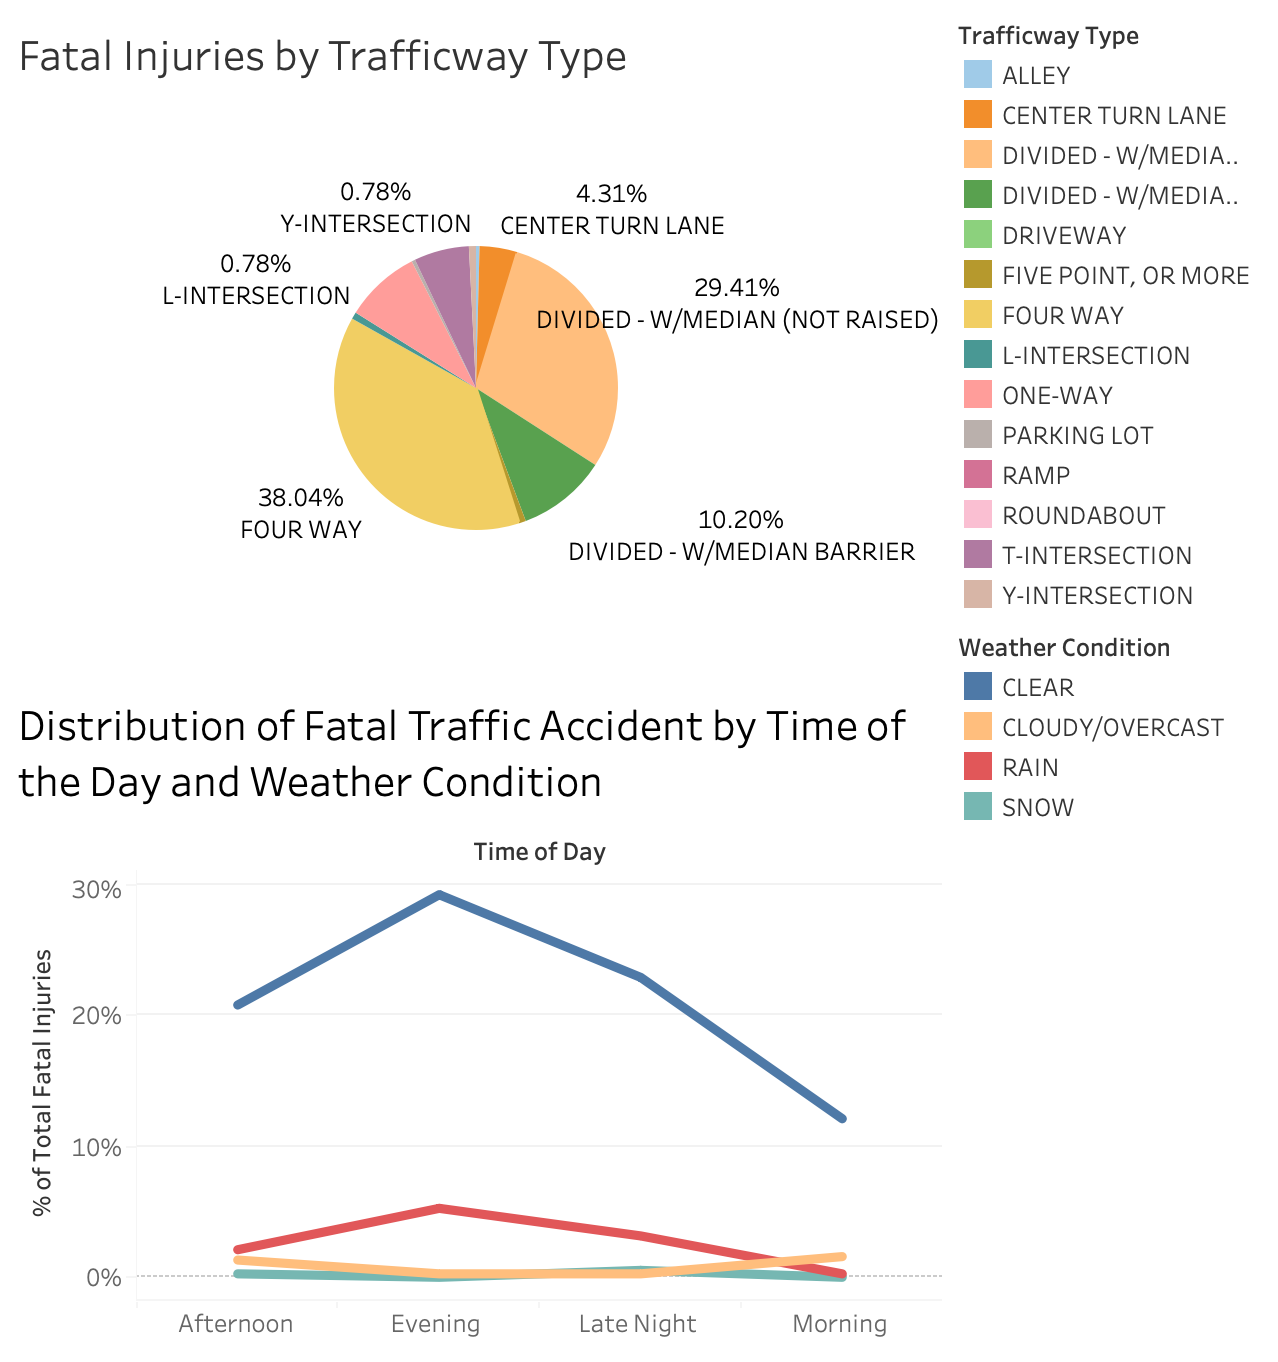 Fatal Injuries by Trafficway Type
0.78%
Y-INTERSECTION
4.31%
CENTER TURN LANE
0.78%
L-INTERSECTION
29.41%
DIVIDED - W/MEDIAN (NOT RAISED)
38.04%
FOUR WAY
10.20%
DIVIDED - W/MEDIAN BARRIER
Trafficway Type
ALLEY
CENTER TURN LANE
DIVIDED - W/MEDIA..
DIVIDED - W/MEDIA..
DRIVEWAY
FIVE POINT, OR MORE
FOUR WAY
L-INTERSECTION
ONE-WAY
PARKING LOT
RAMP
ROUNDABOUT
T-INTERSECTION
Y-INTERSECTION
Weather Condition
CLEAR
CLOUDY/OVERCAST
RAIN
SNOW
Distribution of Fatal Traffic Accident by Time of
the Day and Weather Condition
Time of Day
% of Total Fatal Injuries
30%
20%
10%
0%
Afternoon
Evening
Late Night
Morning